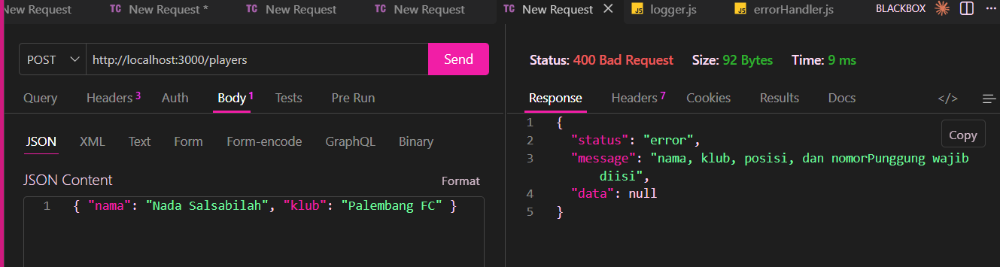 New Request
TC New Request *
TC New Request
TC New Request
TC New Request
JS logger.js
JS errorHandler.js
BLACKBOX
POST
http://localhost:3000/players
Send
Query
Headers 3
Auth
Body 1
Tests
Pre Run
JSON
XML
Text
Form
Form-encode
GraphQL
Binary
JSON Content
Format
1 { "nama": "Nada Salsabilah", "klub": "Palembang FC" }
Status: 400 Bad Request
Size: 92 Bytes
Time: 9 ms
Response
Headers 7
Cookies
Results
Docs
</>
Copy
1 {
2 "status": "error",
3 "message": "nama, klub, posisi, dan nomorPunggung wajib
diisi",
4 "data": null
5 }